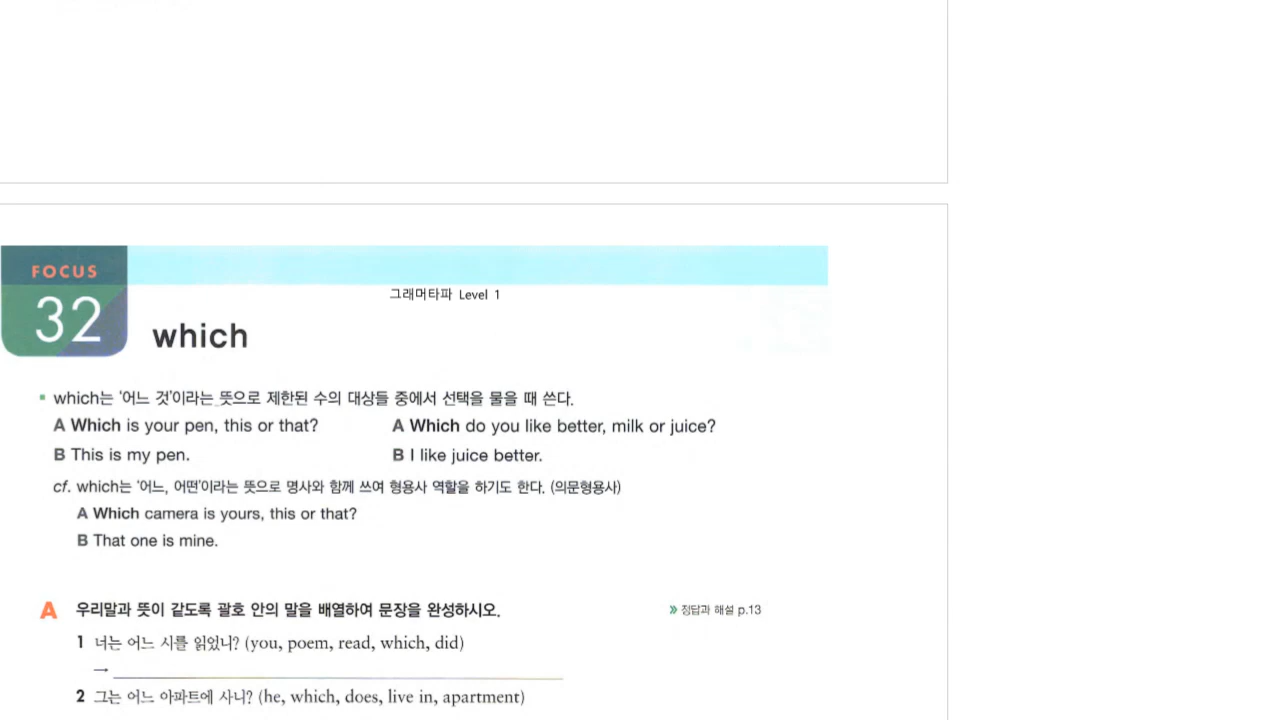 FOCUS
32
그래머타파 Level 1
which
which는 '어느 것'이라는 뜻으로 제한된 수의 대상들 중에서 선택을 물을 때 쓴다.
A Which is your pen, this or that? A Which do you like better, milk or juice?
B This is my pen. B I like juice better.
cf. which는 '어느, 어떤'이라는 뜻으로 명사와 함께 쓰여 형용사 역할을 하기도 한다. (의문형용사)
A Which camera is yours, this or that?
B That one is mine.
A 우리말과 뜻이 같도록 괄호 안의 말을 배열하여 문장을 완성하시오. » 정답과 해설 p.13
1 너는 어느 시를 읽었니? (you, poem, read, which, did)
→
2 그는 어느 아파트에 사니? (he, which, does, live in, apartment)